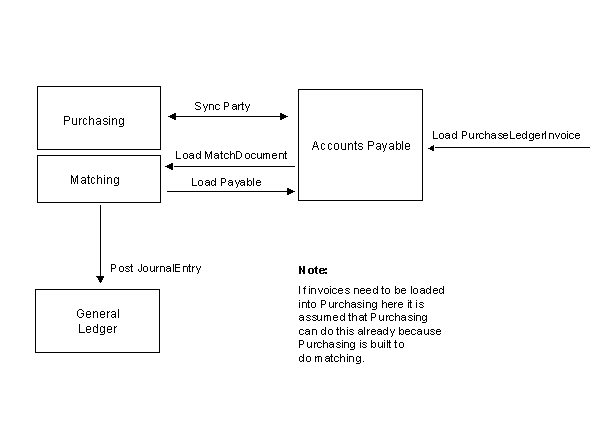 Purchasing
Sync Party
Accounts Payable
Load PurchaseLedgerInvoice
Matching
Load MatchDocument
Load Payable
Post JournalEntry
General
Ledger
Note:
If invoices need to be loaded
into Purchasing here it is
assumed that Purchasing
can do this already because
Purchasing is built to
do matching.